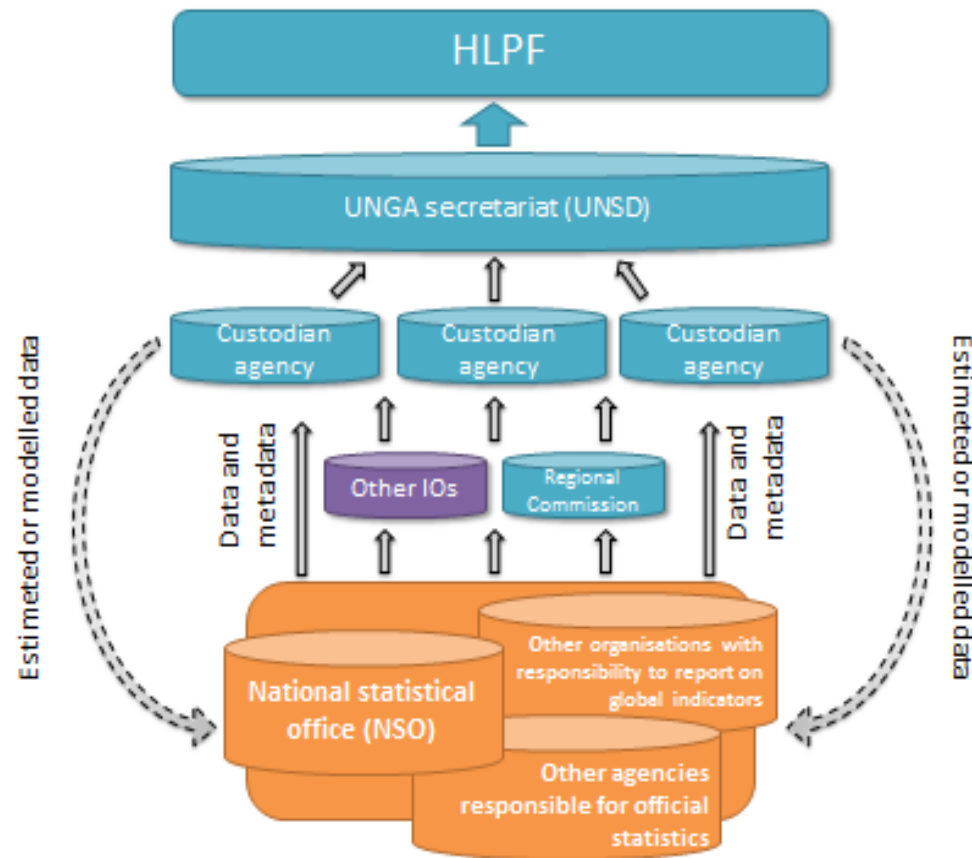 HLPF
UNGA secretariat (UNSD)
Custodian
agency
Custodian
agency
Custodian
agency
Estimeted or modelled data
Estimeted or modelled data
Data and
metadata
Other IOs
Regional
Commission
Data and
metadata
National statistical
office (NSO)
Other organisations with
responsibility to report on
global indicators
Other agencies
responsible for official
statistics